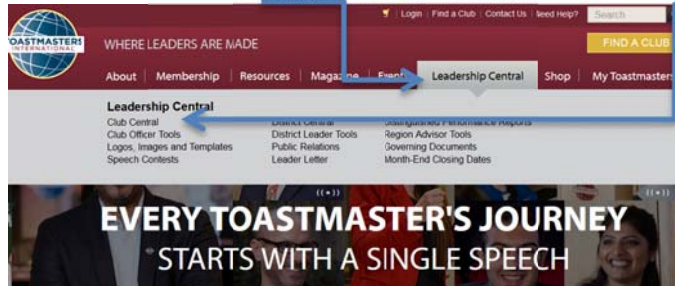 Login | Find a Club | Contact Us | Need Help? Search
TOASTMASTERS
INTERNATIONAL
WHERE LEADERS ARE MADE
FIND A CLUB
About | Membership | Resources | Magazine Leadership Central Shop | My Toastmasters
Leadership Central
Club Central District Central Distinguished Performance Reports
Club Officer Tools District Leader Tools Region Advisor Tools
Logos, Images and Templates Public Relations Governing Documents
Speech Contests Leader Letter Month-End Closing Dates
EVERY TOASTMASTER'S JOURNEY
STARTS WITH A SINGLE SPEECH